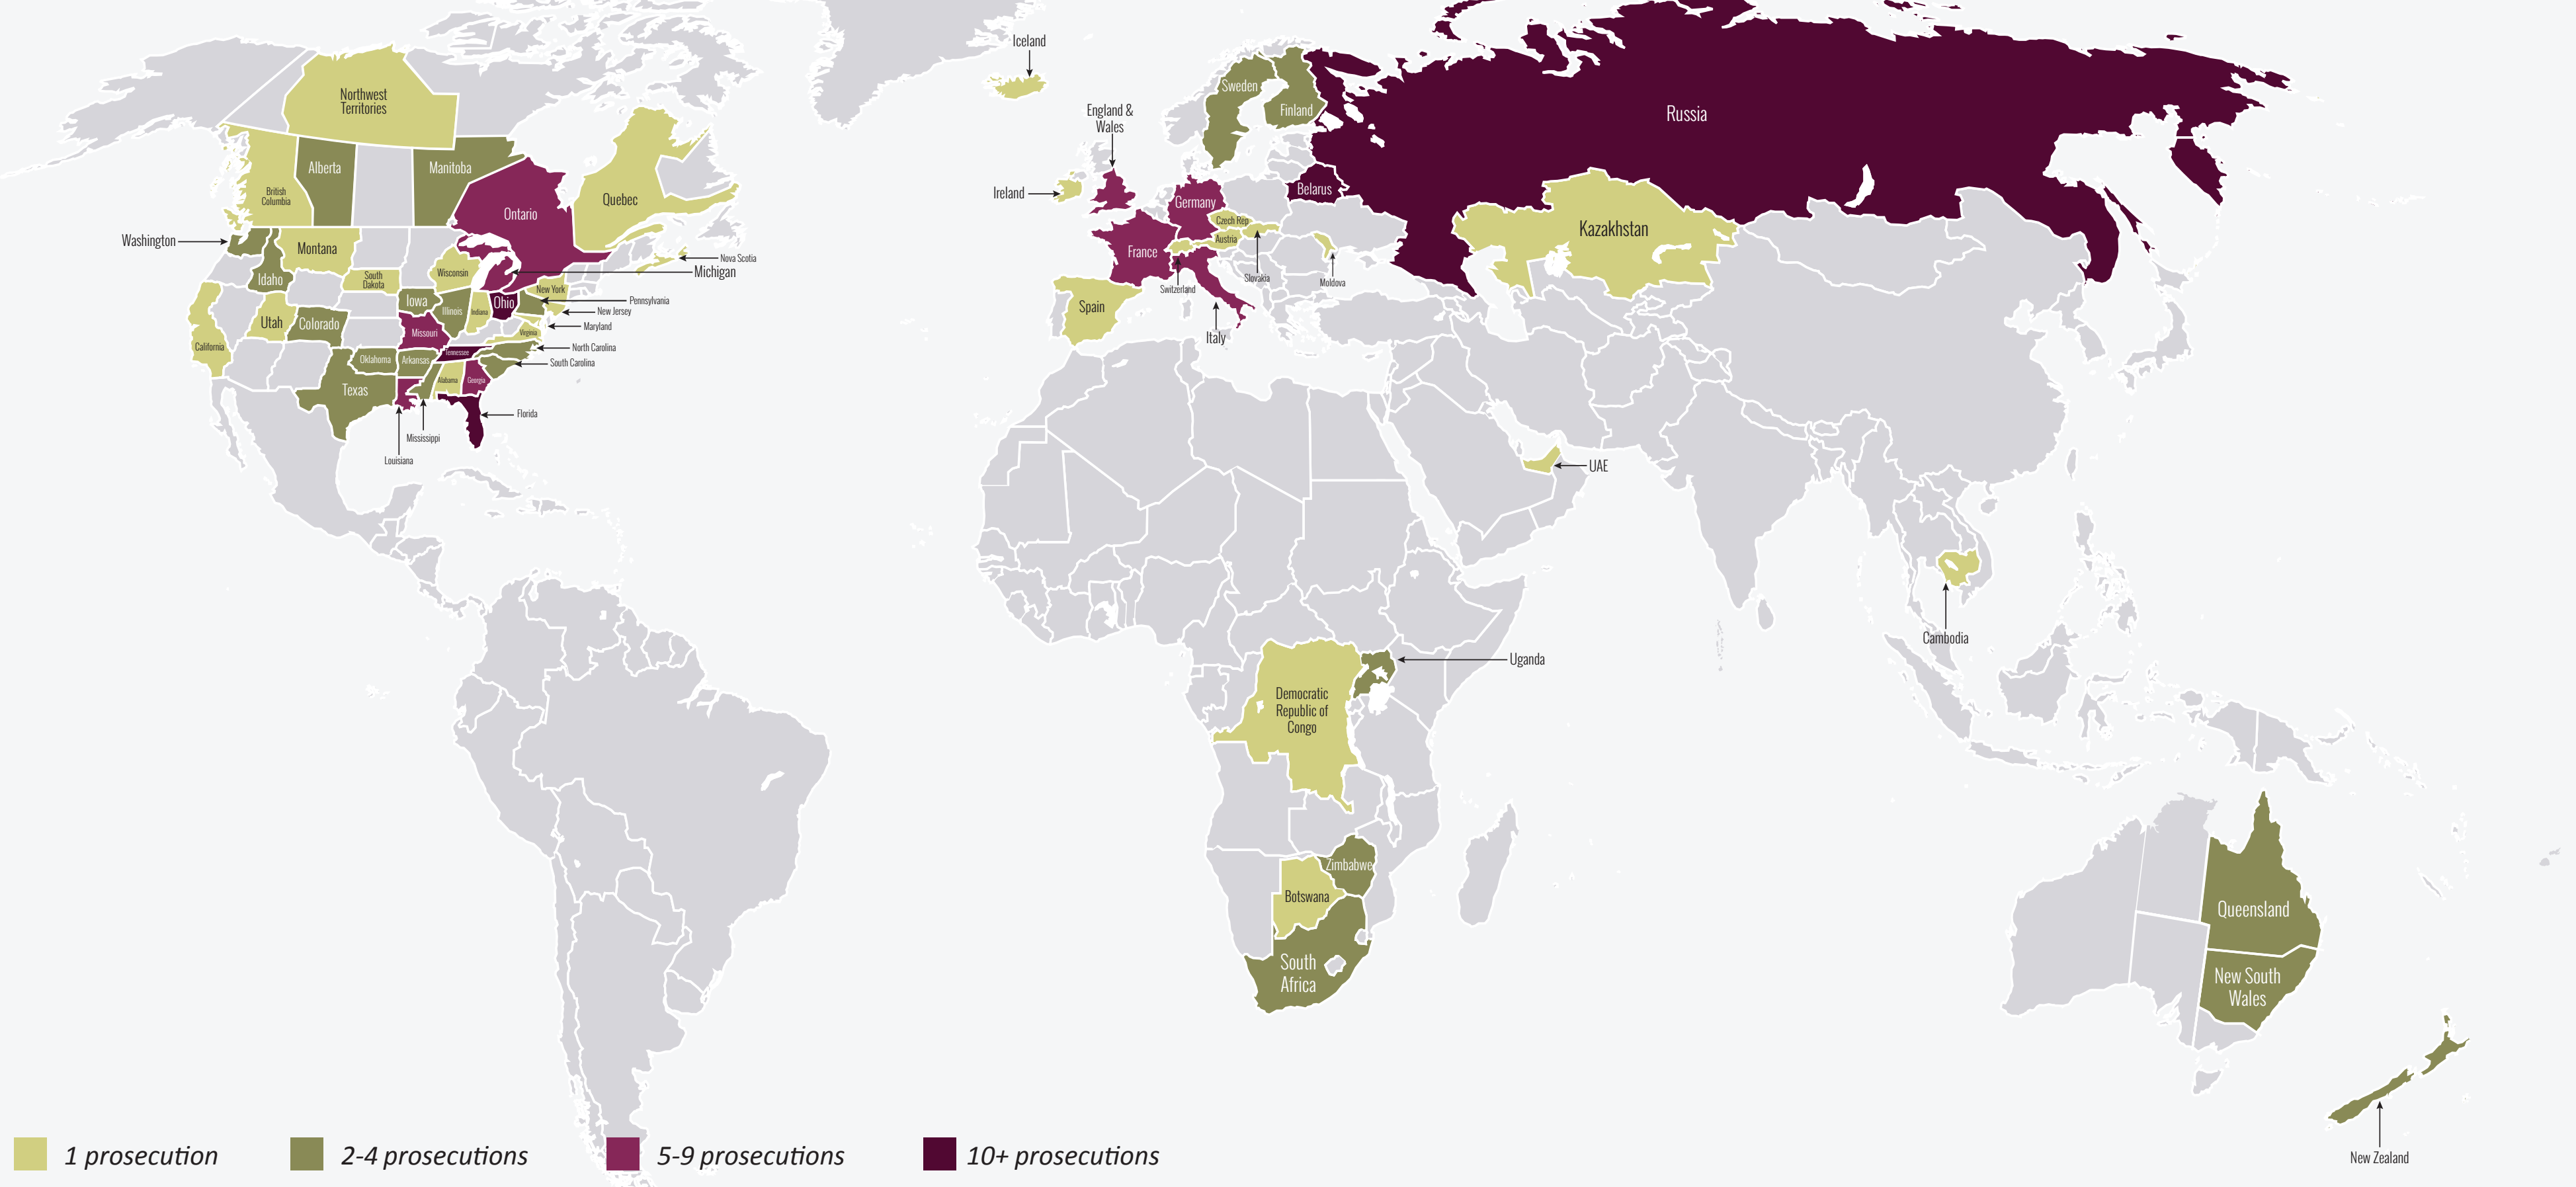 Iceland
Northwest
Territories
Sweden
Finland
England &
Wales
Russia
Alberta
Manitoba
British
Columbia
Quebec
Ontario
Ireland
Germany
Belarus
Czech Rep
Kazakhstan
Washington
Montana
Nova Scotia
Michigan
France
Austria
Slovakia
Moldova
Switzerland
Idaho
South
Dakota
Wisconsin
New York
Pennsylvania
New Jersey
Maryland
Iowa
Illinois
Indiana
Ohio
Spain
Italy
Utah
Colorado
Missouri
Virginia
California
North Carolina
South Carolina
Tennessee
Oklahoma
Arkansas
Texas
Alabama
Georgia
Florida
Mississippi
Louisiana
UAE
Cambodia
Uganda
Democratic
Republic of
Congo
Zimbabwe
Botswana
South
Africa
Queensland
New South
Wales
New Zealand
1 prosecution
2-4 prosecutions
5-9 prosecutions
10+ prosecutions